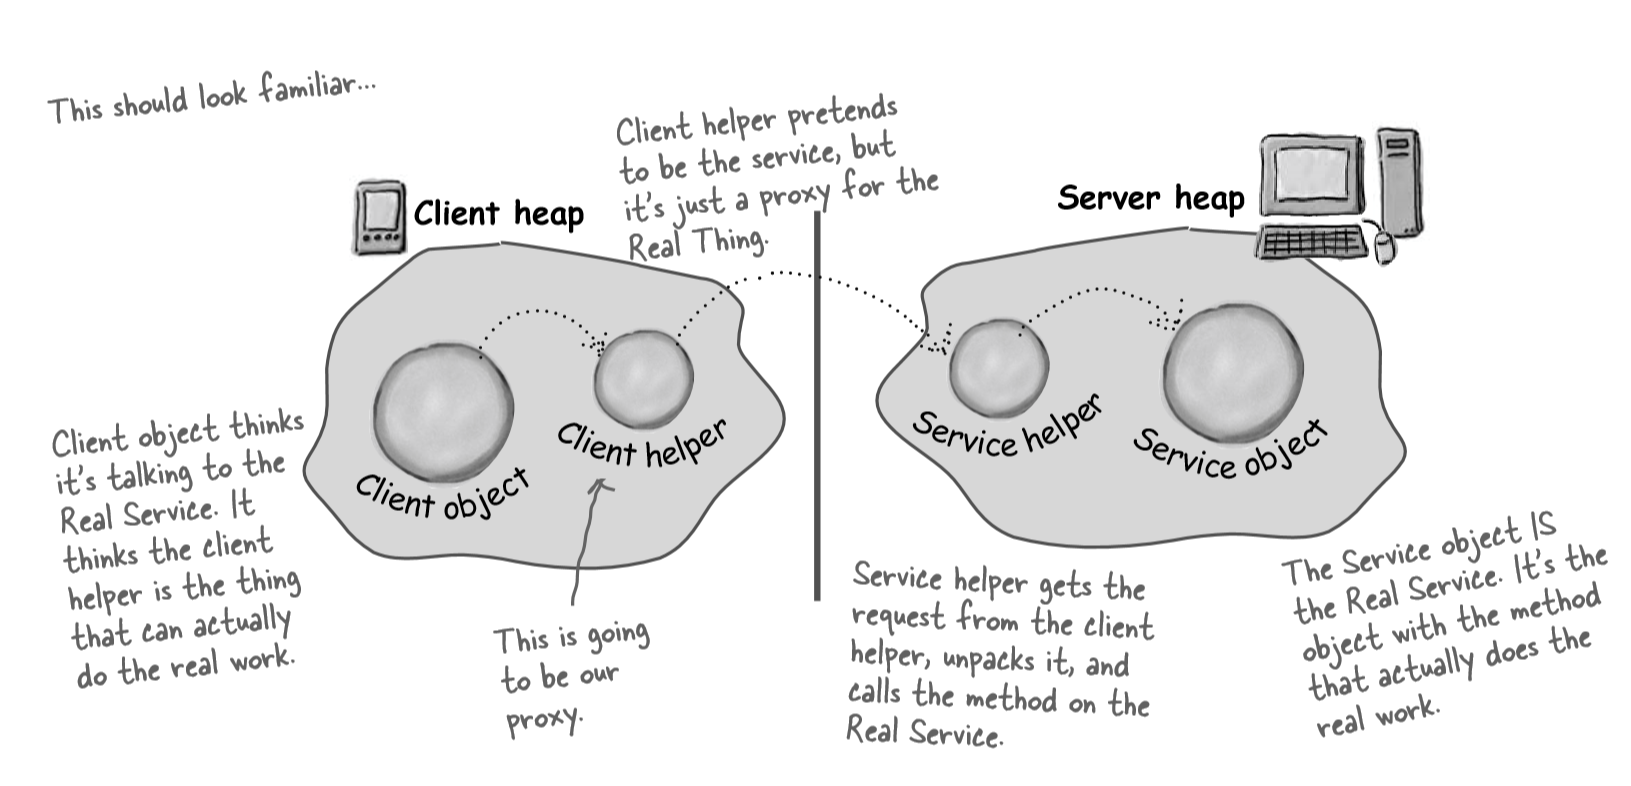 This should look familiar...
Client helper pretends
to be the service, but
it's just a proxy for the
Real Thing.
Client heap
Server heap
Client object
Client helper
Service helper
Service object
Client object thinks
it's talking to the
Real Service. It
thinks the client
helper is the thing
that can actually
do the real work.
This is going
to be our
proxy.
Service helper gets the
request from the client
helper, unpacks it, and
calls the method on the
Real Service.
The Service object IS
the Real Service. It's the
object with the method
that actually does the
real work.